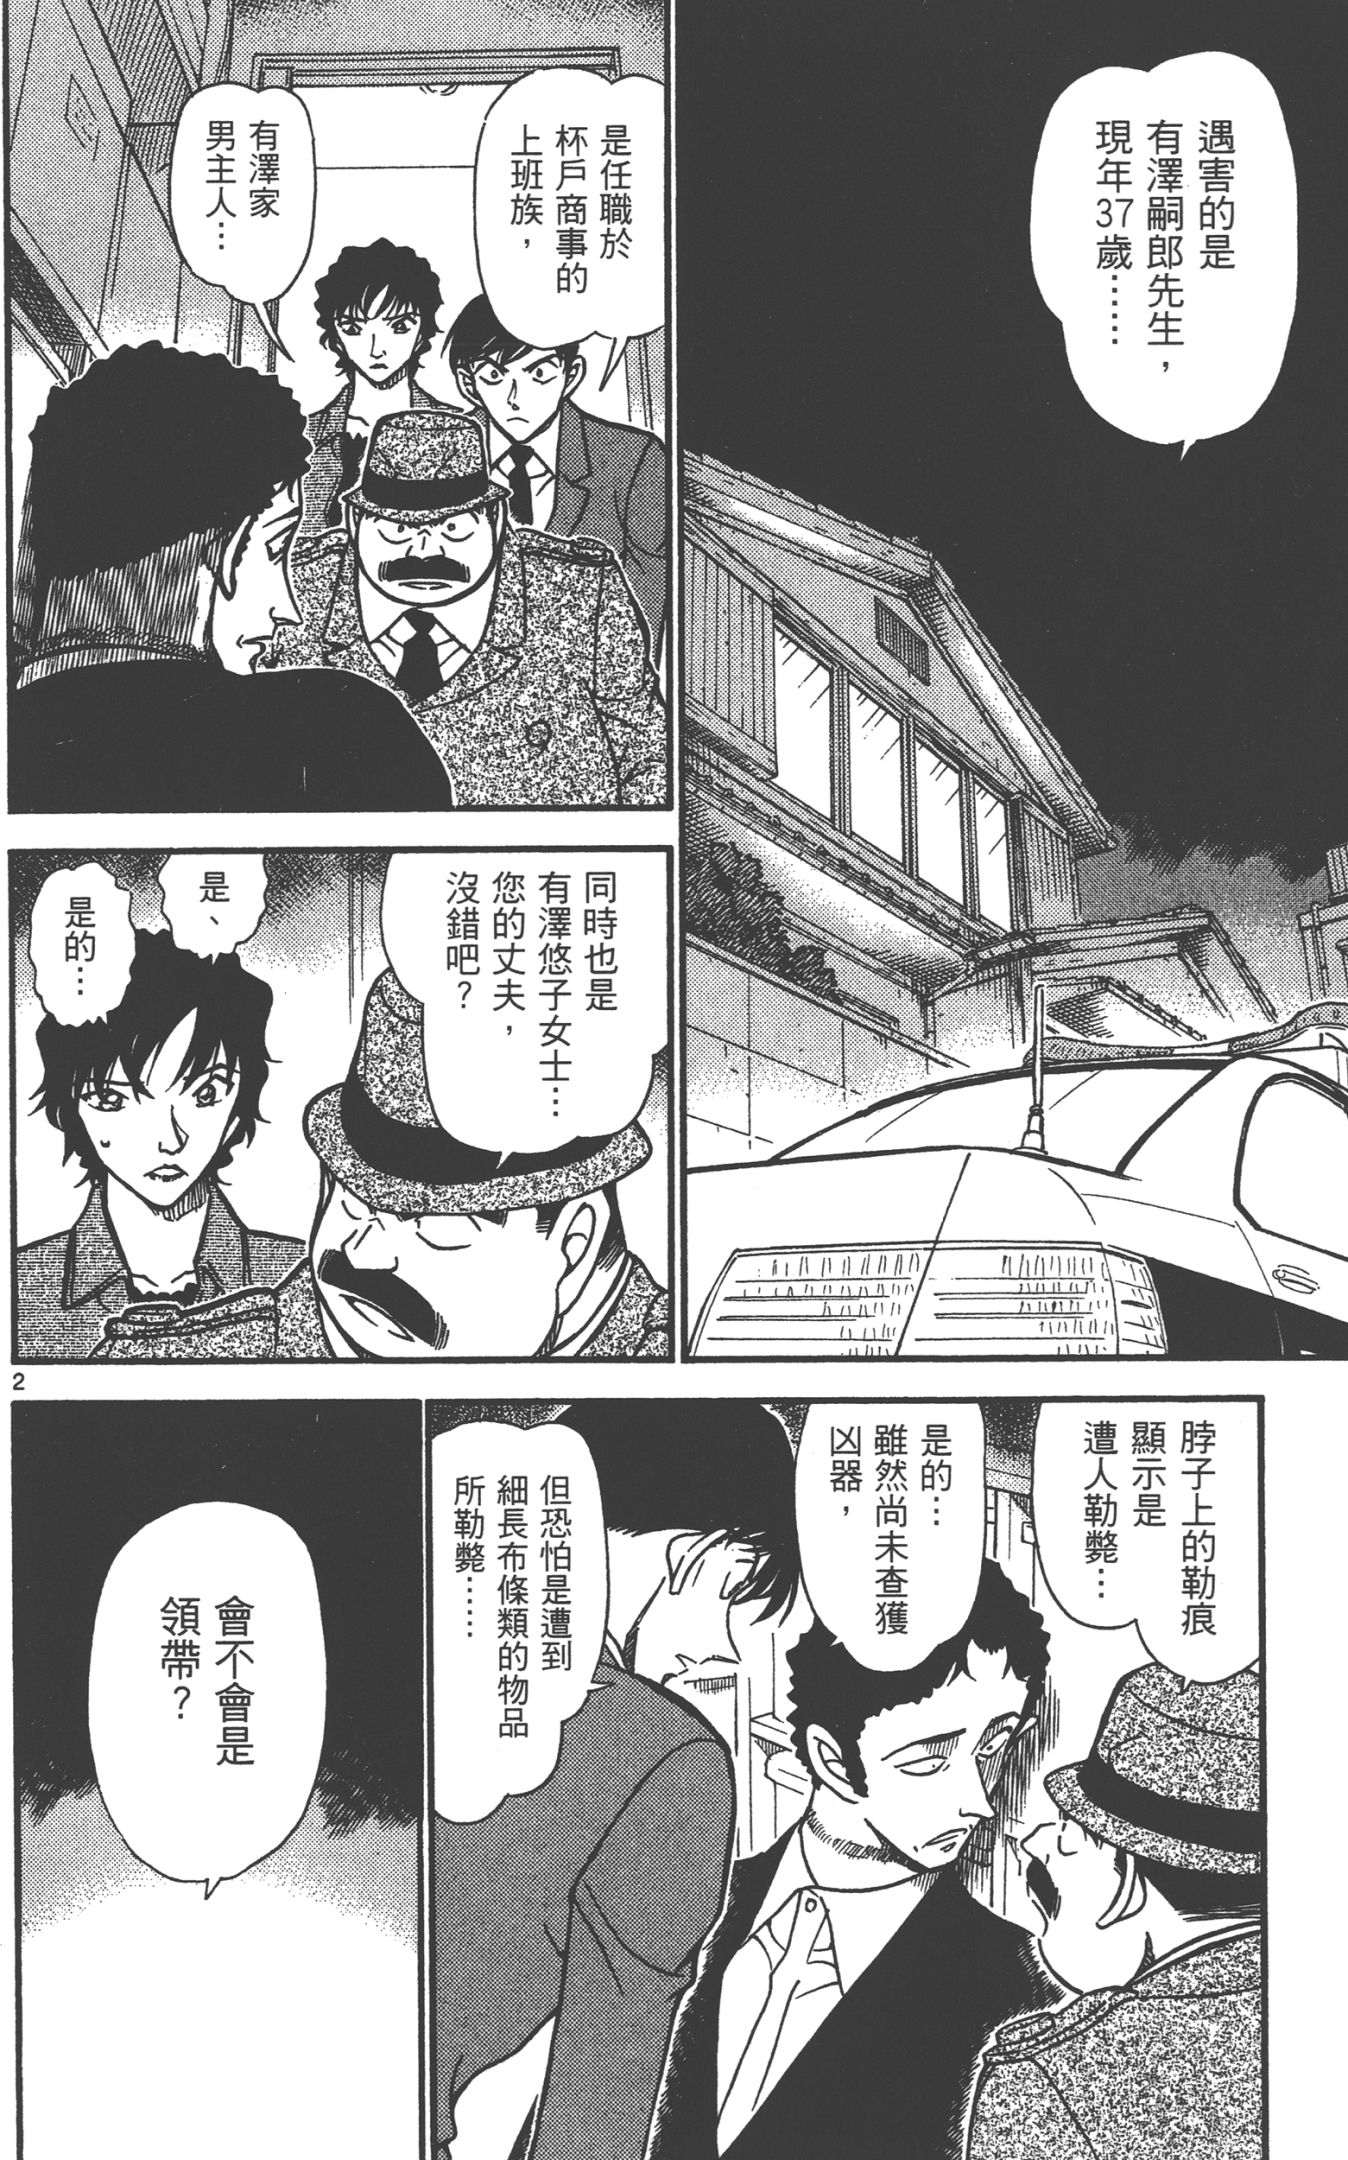 遇害的是
有澤嗣郎先生，
現年37歲……
是任職於
杯戶商事的
上班族，
有澤家
男主人…
同時也是
有澤悠子女士…
您的丈夫，
沒錯吧？
是、
是的…
2
脖子上的勒痕
顯示是
遭人勒斃…
是的…
雖然尚未查獲
凶器，
但恐怕是遭到
細長布條類的物品
所勒斃……
會不會是
領帶？